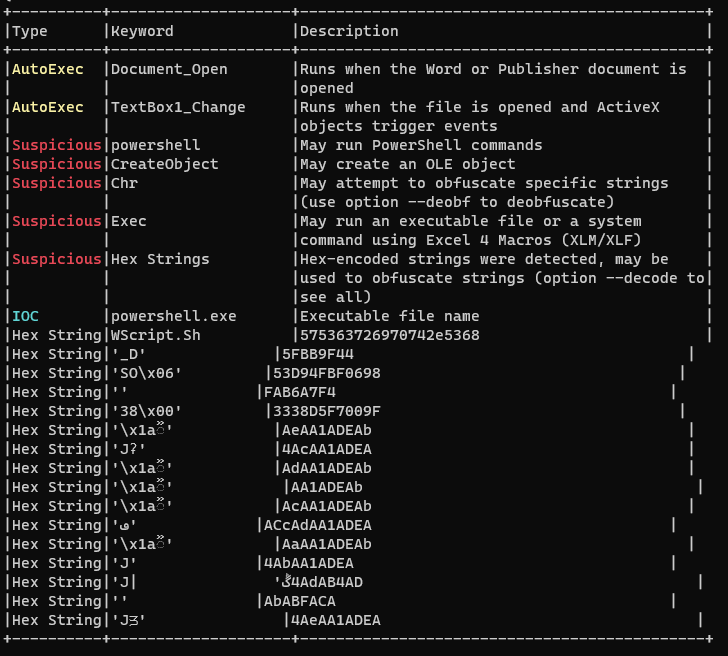 +----------+--------------------+---------------------------------------------+
|Type      |Keyword             |Description                                  |
+----------+--------------------+---------------------------------------------+
|AutoExec  |Document_Open       |Runs when the Word or Publisher document is  |
|          |                    |opened                                       |
|AutoExec  |TextBox1_Change     |Runs when the file is opened and ActiveX     |
|          |                    |objects trigger events                       |
|Suspicious|powershell          |May run PowerShell commands                  |
|Suspicious|CreateObject        |May create an OLE object                     |
|Suspicious|Chr                 |May attempt to obfuscate specific strings    |
|          |                    |(use option --deobf to deobfuscate)          |
|Suspicious|Exec                |May run an executable file or a system       |
|          |                    |command using Excel 4 Macros (XLM/XLF)       |
|Suspicious|Hex Strings         |Hex-encoded strings were detected, may be    |
|          |                    |used to obfuscate strings (option --decode to|
|          |                    |see all)                                     |
|IOC       |powershell.exe      |Executable file name                         |
|Hex String|WScript.Sh          |575363726970742e5368                         |
|Hex String|'_D'              |5FBB9F44                                     |
|Hex String|'SO\x06'         |53D94FBF0698                                 |
|Hex String|''              |FAB6A7F4                                     |
|Hex String|'38\x00'         |3338D5F7009F                                 |
|Hex String|'\x1a'            |AeAA1ADEAb                                   |
|Hex String|'J'               |4AcAA1ADEA                                   |
|Hex String|'\x1a'            |AdAA1ADEAb                                   |
|Hex String|'\x1a'             |AA1ADEAb                                     |
|Hex String|'\x1a'            |AcAA1ADEAb                                   |
|Hex String|''              |ACcAdAA1ADEA                                 |
|Hex String|'\x1a'            |AaAA1ADEAb                                   |
|Hex String|'J'             |4AbAA1ADEA                                   |
|Hex String|'J|               '4AdAB4AD                                     |
|Hex String|''              |AbABFACA                                     |
|Hex String|'J'                |4AeAA1ADEA                                   |
+----------+--------------------+---------------------------------------------+